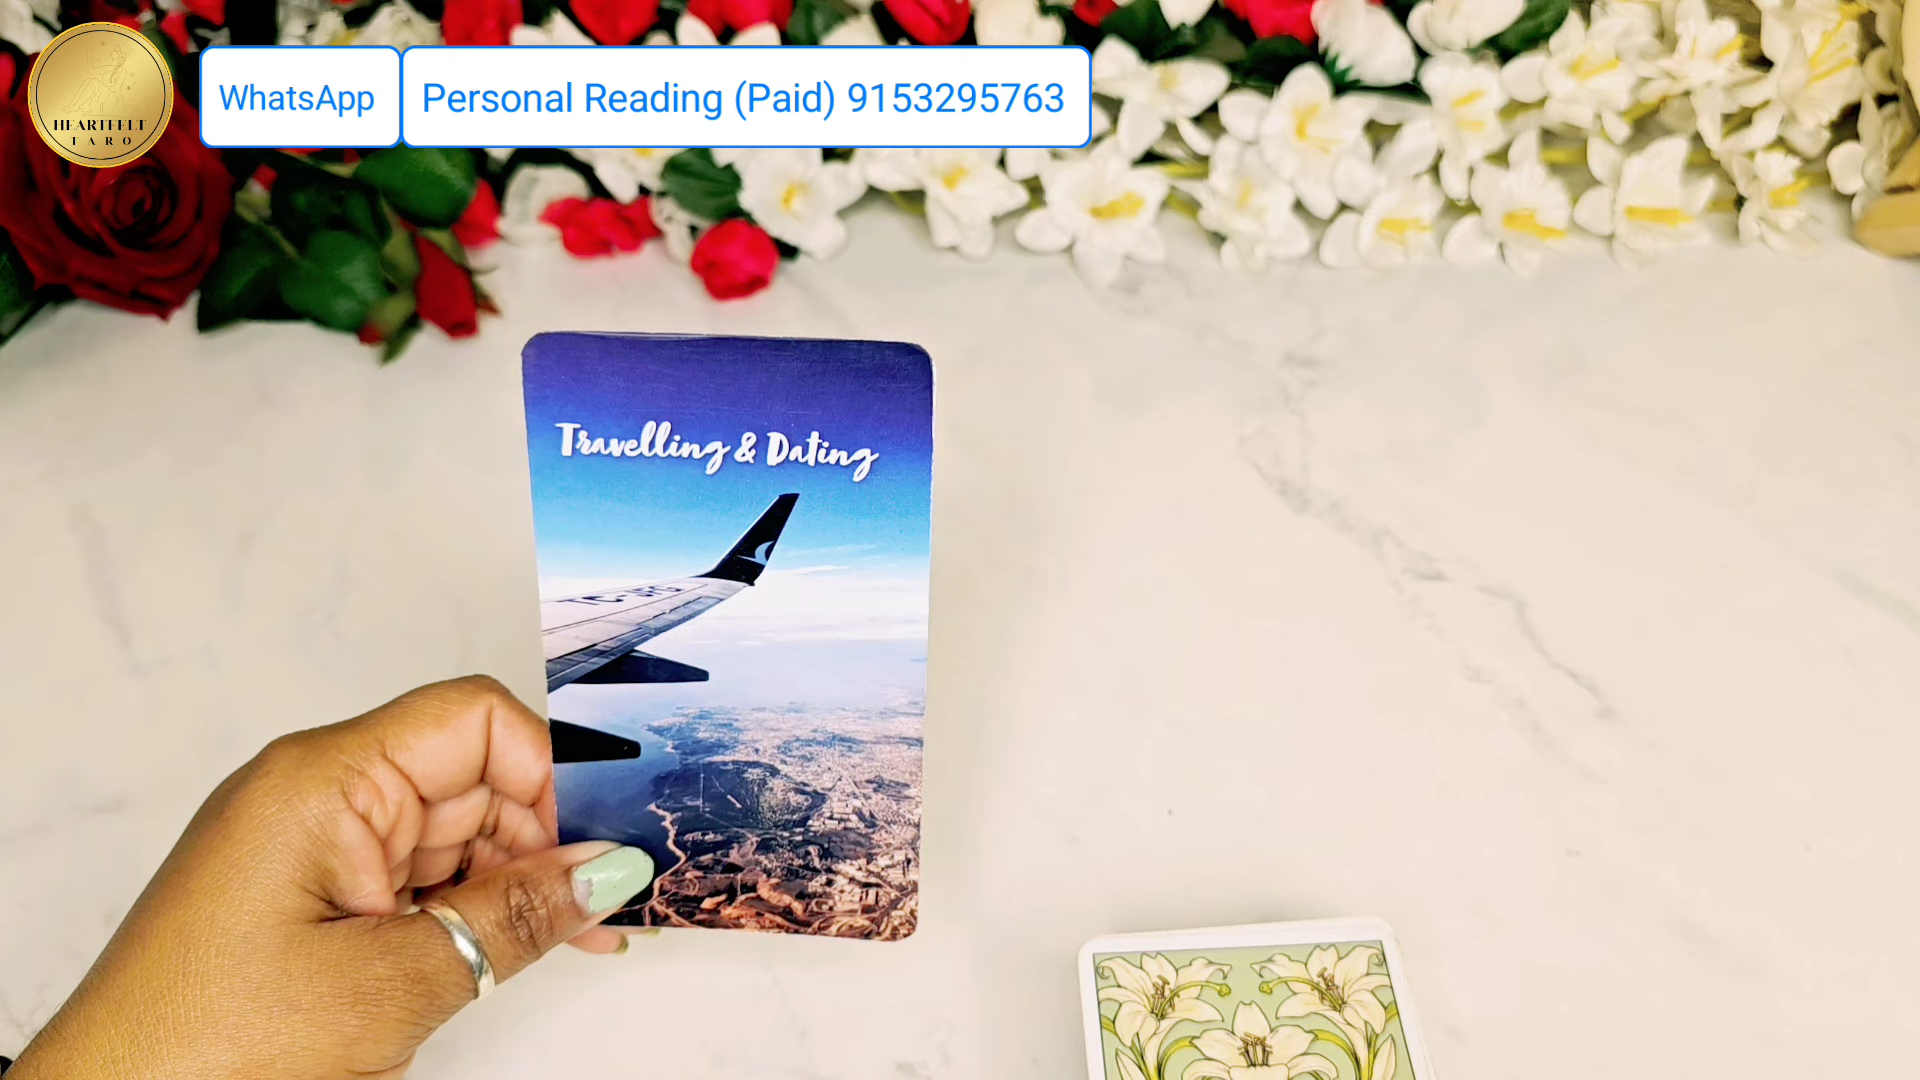 HEARTFELT
TARO
WhatsApp
Personal Reading (Paid) 9153295763
Travelling & Dating